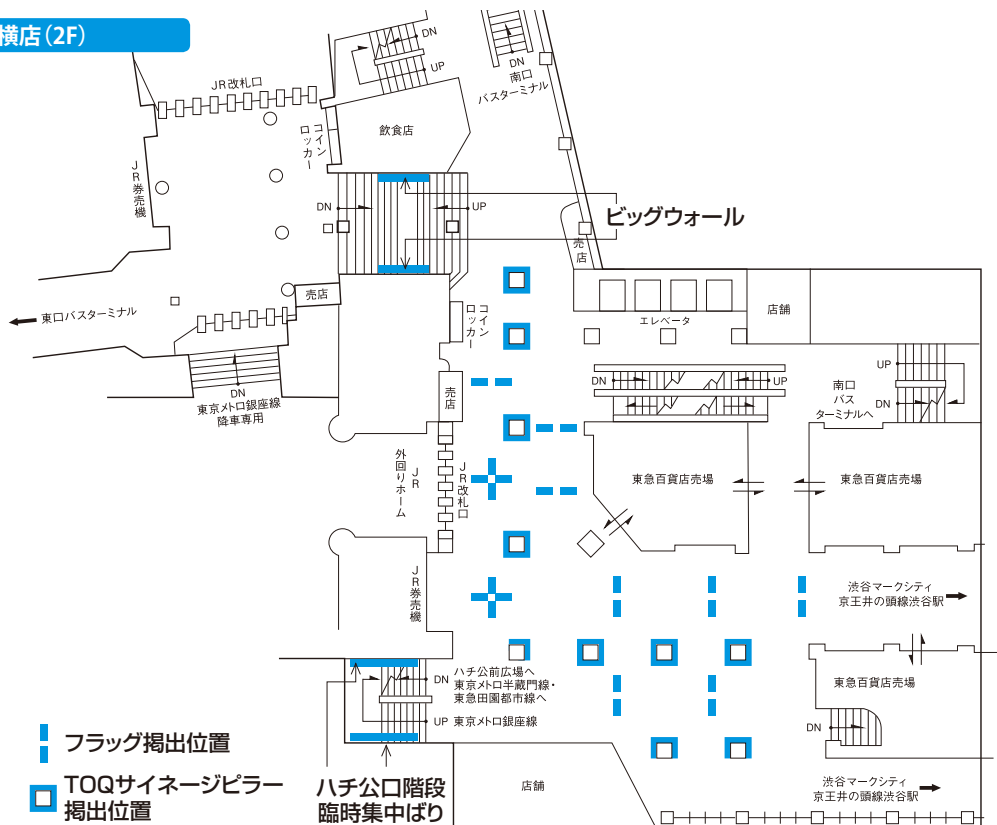 横店(2F)
DN
UP
DN
南口
バスターミナル
JR改札口
コイン
ロッカー
飲食店
JR券売機
DN
UP
ビッグウォール
売店
売店
コイン
ロッカー
エレベータ
店舗
東口バスターミナル
DN
東京メトロ銀座線
降車専用
売店
DN
UP
UP
DN
南口
バス
ターミナルへ
JR
外回りホーム
JR改札口
東急百貨店売場
東急百貨店売場
JR券売機
渋谷マークシティ
京王井の頭線渋谷駅
DN
ハチ公前広場へ
東京メトロ半蔵門線・
東急田園都市線へ
UP
東京メトロ銀座線
東急百貨店売場
DN
フラッグ掲出位置
TOQサイネージピラー
掲出位置
ハチ公口階段
臨時集中ばり
店舗
渋谷マークシティ
京王井の頭線渋谷駅